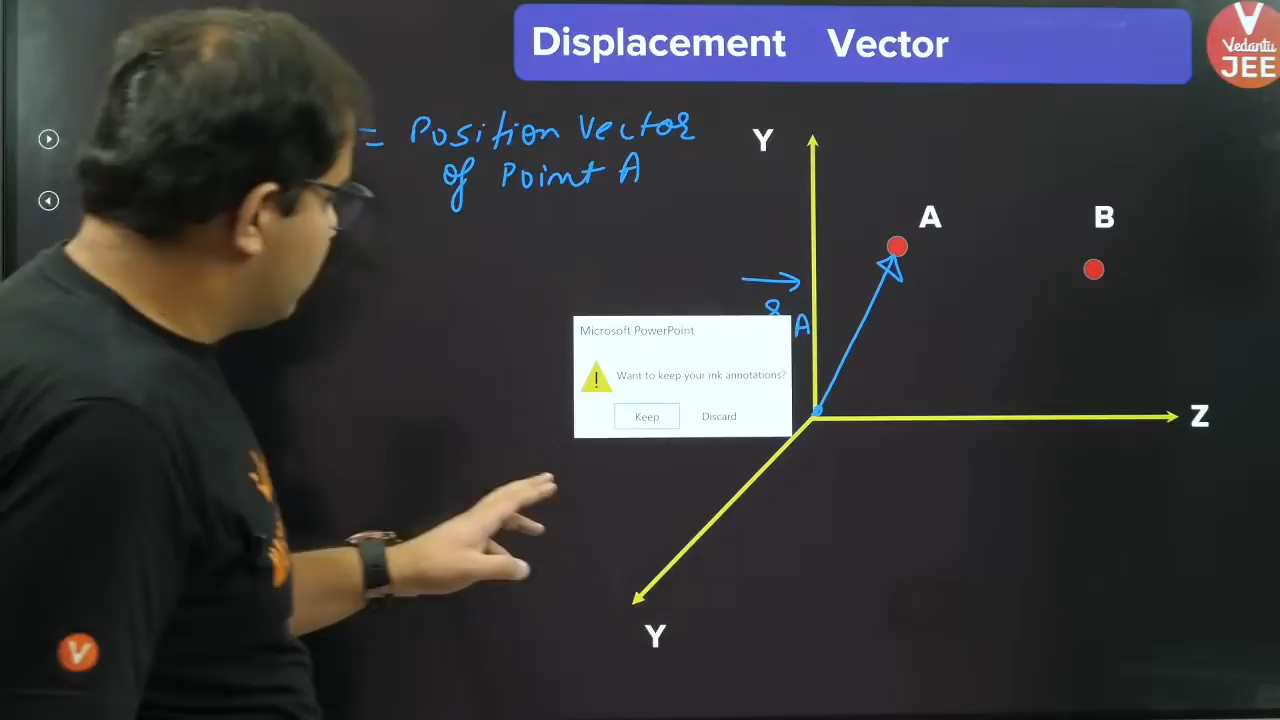 Displacement Vector
V
Vedantu
JEE
= Position Vector
of Point A
Y
A
B
A
Microsoft PowerPoint
! Want to keep your ink annotations?
Keep Discard
Z
Y
V